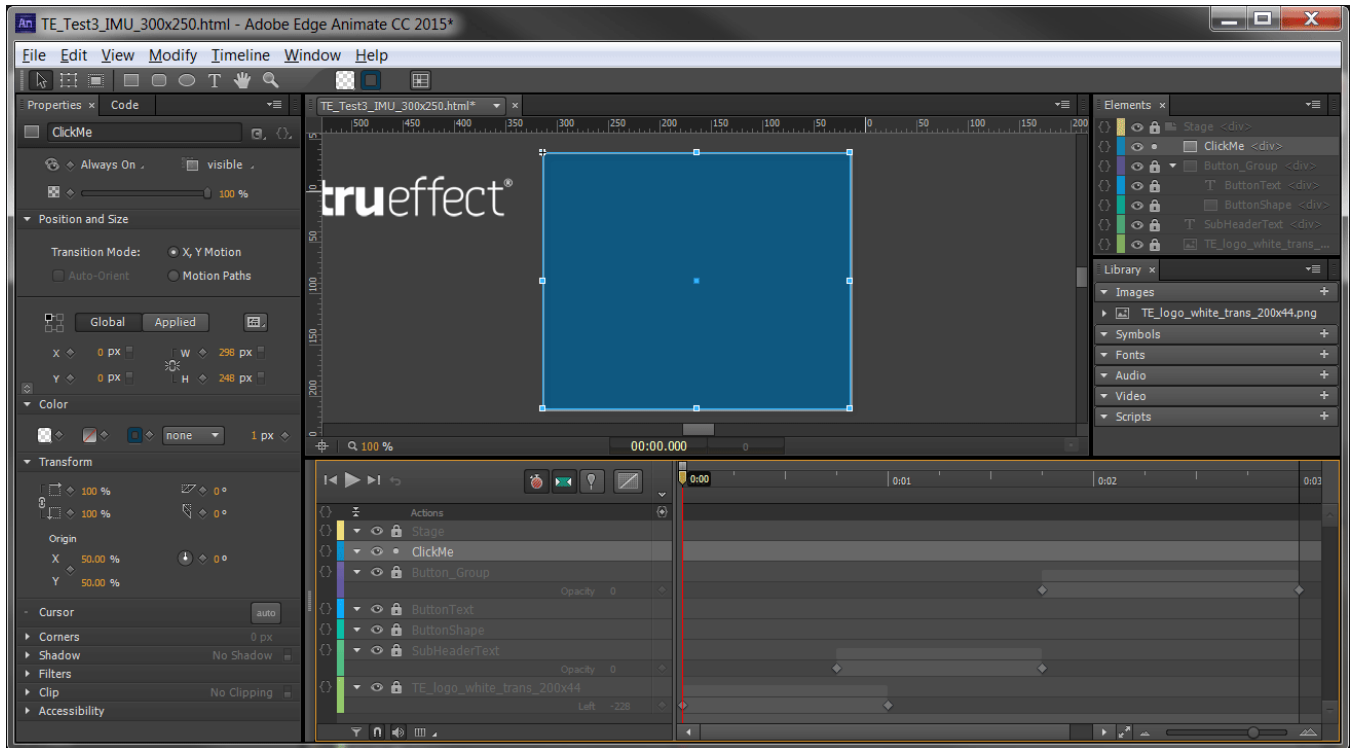 TE_Test3_IMU_300x250.html - Adobe Edge Animate CC 2015*
File Edit View Modify Timeline Window Help
Properties × Code
ClickMe
Always On
visible
100 %
Position and Size
Transition Mode: X, Y Motion
Auto-Orient Motion Paths
Global Applied
X 0 px W 298 px
Y 0 px H 248 px
Color
none 1 px
Transform
100 % 0°
100 % 0°
Origin
X 50.00 % 0°
Y 50.00 %
Cursor auto
Corners 0 px
Shadow No Shadow
Filters
Clip No Clipping
Accessibility
TE_Test3_IMU_300x250.html* ×
500 450 400 350 300 250 200 150 100 50 0 50 100 150 200
0
50
100
150
200
trueffect®
100 % 00:00.000 0
Elements ×
Stage <div>
ClickMe <div>
Button_Group <div>
T ButtonText <div>
ButtonShape <div>
T SubHeaderText <div>
TE_logo_white_trans_...
Library ×
Images +
TE_logo_white_trans_200x44.png
Symbols +
Fonts +
Audio +
Video +
Scripts +
0:00 0:01 0:02 0:03
Actions
Stage
ClickMe
Button_Group
Opacity 0
ButtonText
ButtonShape
SubHeaderText
Opacity 0
TE_logo_white_trans_200x44
Left -228